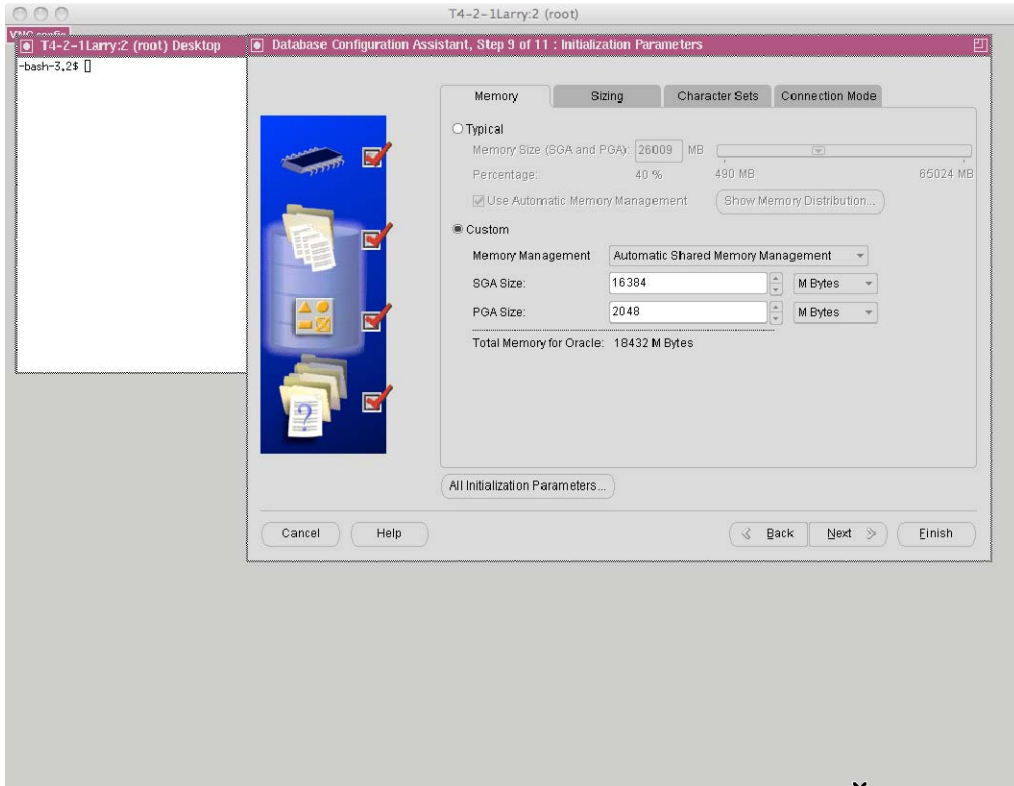 T4-2-1Larry:2 (root)
VNC config
T4-2-1Larry:2 (root) Desktop
-bash-3.2$
Database Configuration Assistant, Step 9 of 11 : Initialization Parameters
Memory Sizing Character Sets Connection Mode
Typical
Memory Size (SGA and PGA): 26009 MB
Percentage: 40 % 490 MB 65024 MB
Use Automatic Memory Management Show Memory Distribution...
Custom
Memory Management Automatic Shared Memory Management
SGA Size: 16384 M Bytes
PGA Size: 2048 M Bytes
Total Memory for Oracle: 18432 M Bytes
?
All Initialization Parameters...
Cancel Help Back Next Finish